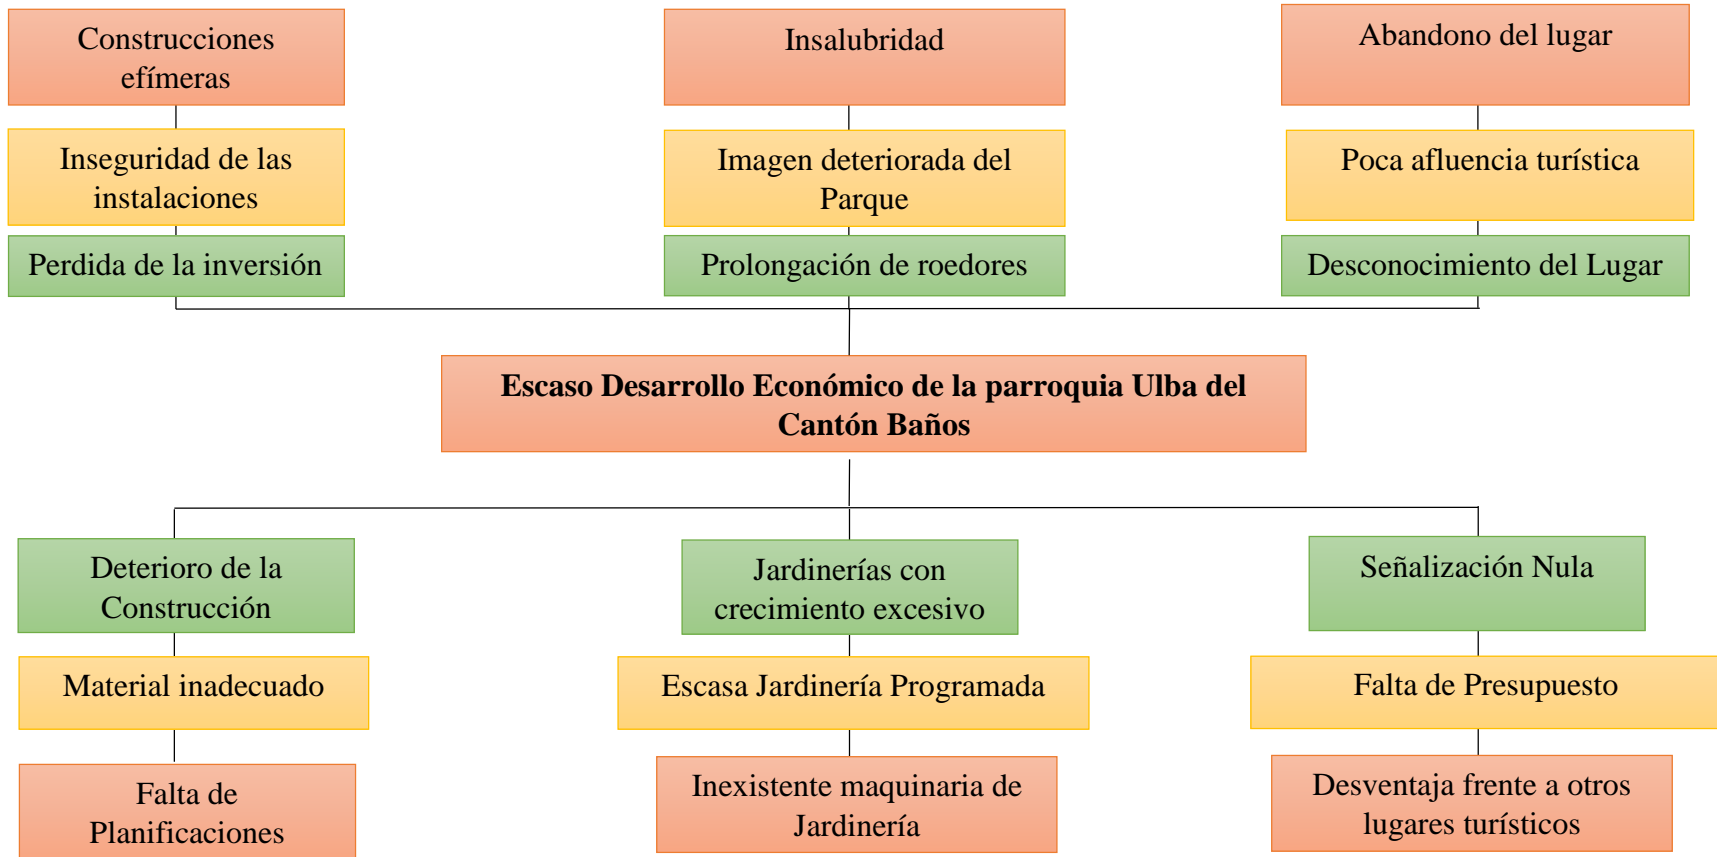 Construcciones
efímeras
Insalubridad
Abandono del lugar
Inseguridad de las
instalaciones
Imagen deteriorada del
Parque
Poca afluencia turística
Perdida de la inversión
Prolongación de roedores
Desconocimiento del Lugar
Escaso Desarrollo Económico de la parroquia Ulba del
Cantón Baños
Deterioro de la
Construcción
Jardinerías con
crecimiento excesivo
Señalización Nula
Material inadecuado
Escasa Jardinería Programada
Falta de Presupuesto
Falta de
Planificaciones
Inexistente maquinaria de
Jardinería
Desventaja frente a otros
lugares turísticos